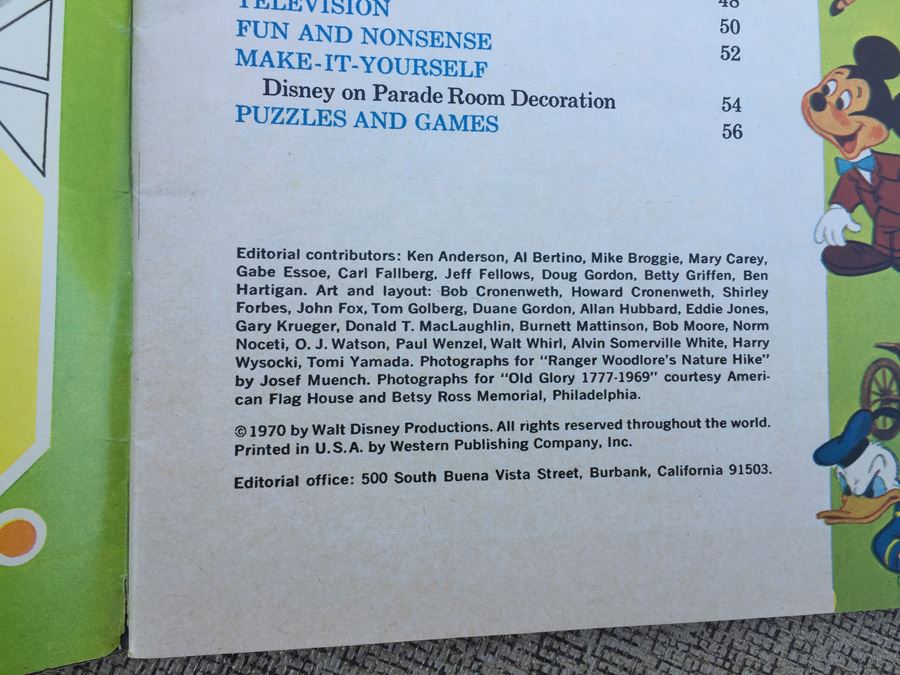 TELEVISION 48
FUN AND NONSENSE 50
MAKE-IT-YOURSELF 52
Disney on Parade Room Decoration 54
PUZZLES AND GAMES 56
Editorial contributors: Ken Anderson, Al Bertino, Mike Broggie, Mary Carey,
Gabe Essoe, Carl Fallberg, Jeff Fellows, Doug Gordon, Betty Griffen, Ben
Hartigan. Art and layout: Bob Cronenweth, Howard Cronenweth, Shirley
Forbes, John Fox, Tom Golberg, Duane Gordon, Allan Hubbard, Eddie Jones,
Gary Krueger, Donald T. MacLaughlin, Burnett Mattinson, Bob Moore, Norm
Noceti, O. J. Watson, Paul Wenzel, Walt Whirl, Alvin Somerville White, Harry
Wysocki, Tomi Yamada. Photographs for "Ranger Woodlore's Nature Hike"
by Josef Muench. Photographs for "Old Glory 1777-1969" courtesy Ameri-
can Flag House and Betsy Ross Memorial, Philadelphia.
©1970 by Walt Disney Productions. All rights reserved throughout the world.
Printed in U.S.A. by Western Publishing Company, Inc.
Editorial office: 500 South Buena Vista Street, Burbank, California 91503.